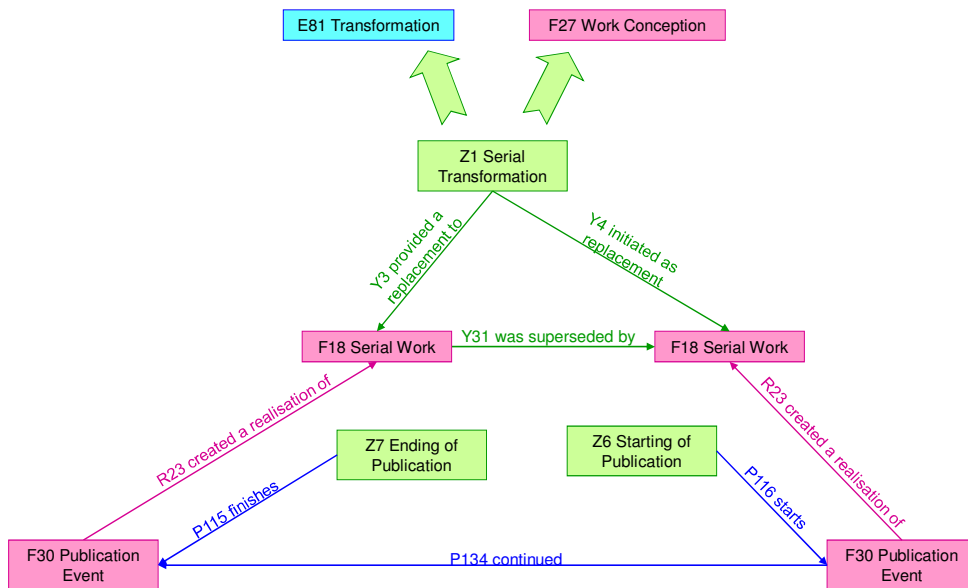 E81 Transformation
F27 Work Conception
Z1 Serial
Transformation
Y3 provided a
replacement to
Y4 initiated as
replacement
F18 Serial Work
Y31 was superseded by
F18 Serial Work
R23 created a realisation of
Z7 Ending of
Publication
Z6 Starting of
Publication
R23 created a realisation of
P115 finishes
P116 starts
F30 Publication
Event
P134 continued
F30 Publication
Event